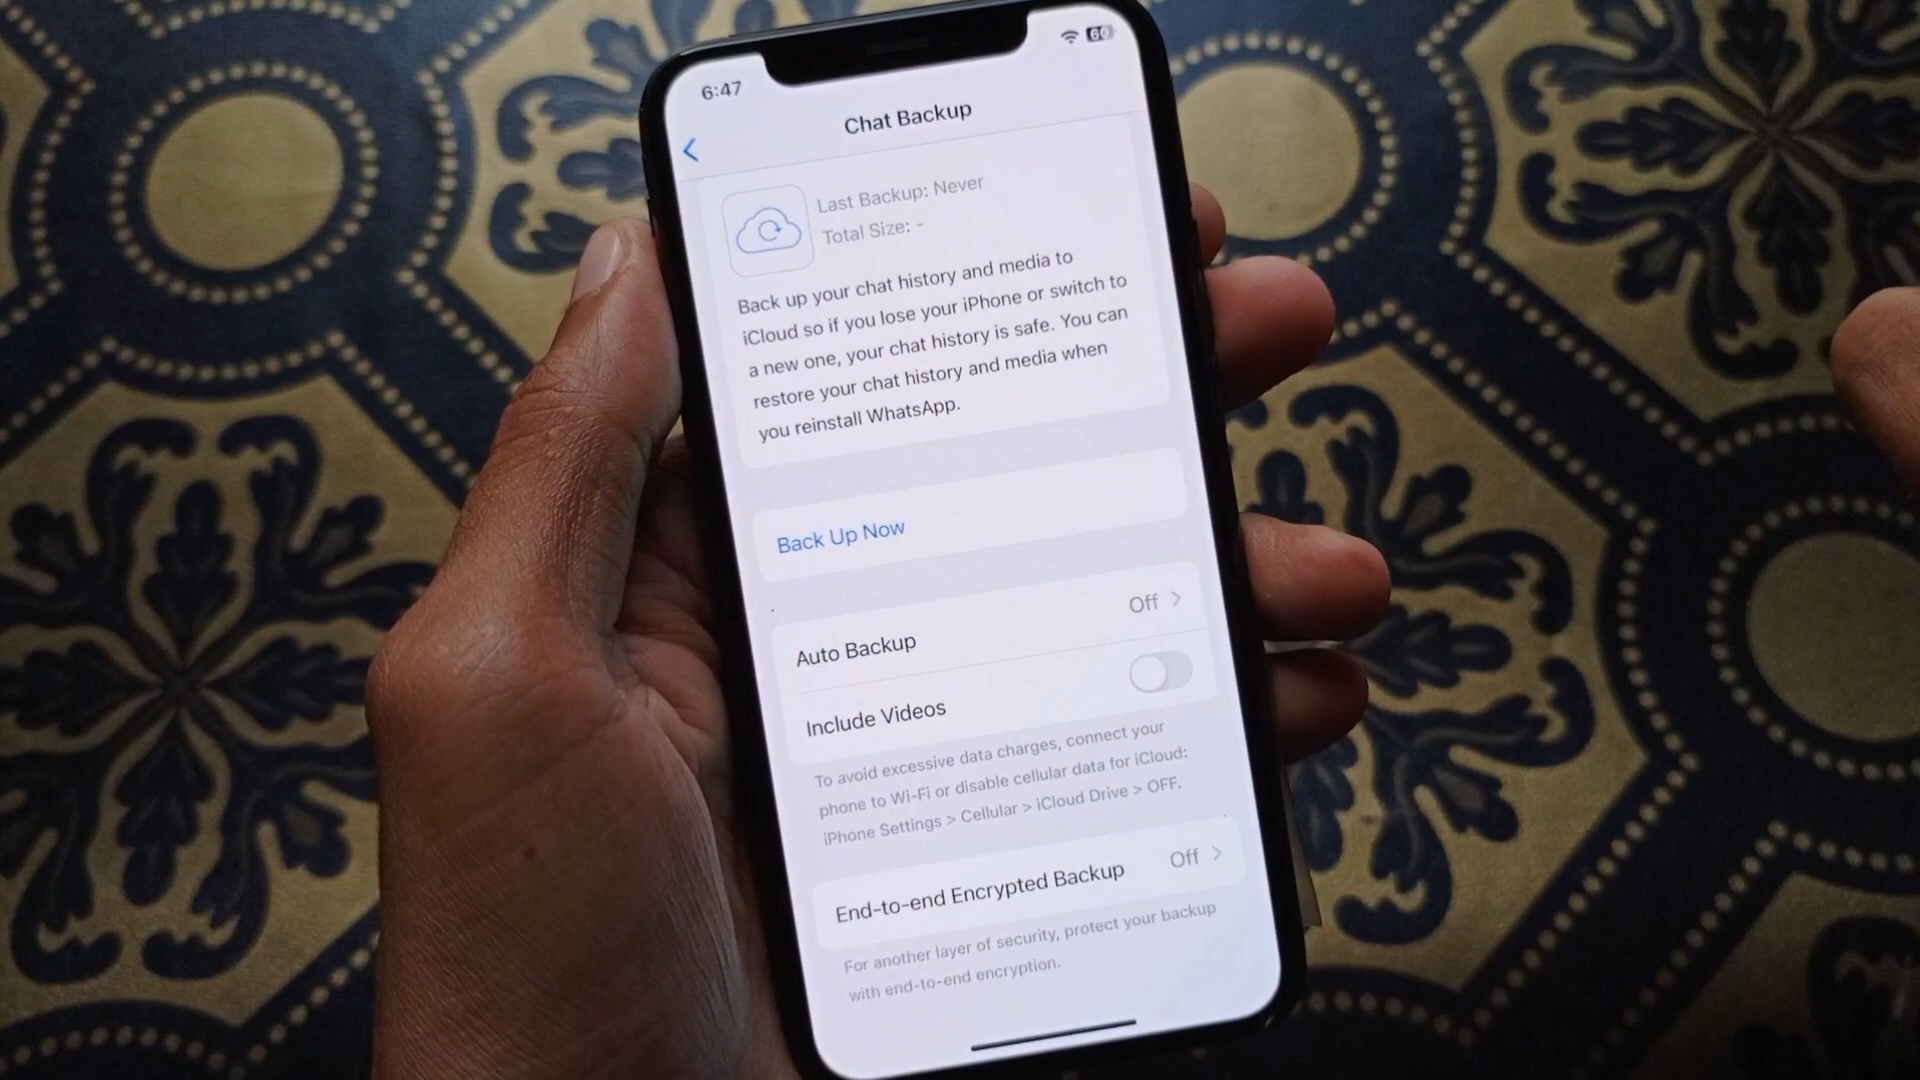 6:47
60
Chat Backup
Last Backup: Never
Total Size: -
Back up your chat history and media to
iCloud so if you lose your iPhone or switch to
a new one, your chat history is safe. You can
restore your chat history and media when
you reinstall WhatsApp.
Back Up Now
Auto Backup Off
Include Videos
To avoid excessive data charges, connect your
phone to Wi-Fi or disable cellular data for iCloud:
iPhone Settings > Cellular > iCloud Drive > OFF.
End-to-end Encrypted Backup Off
For another layer of security, protect your backup
with end-to-end encryption.